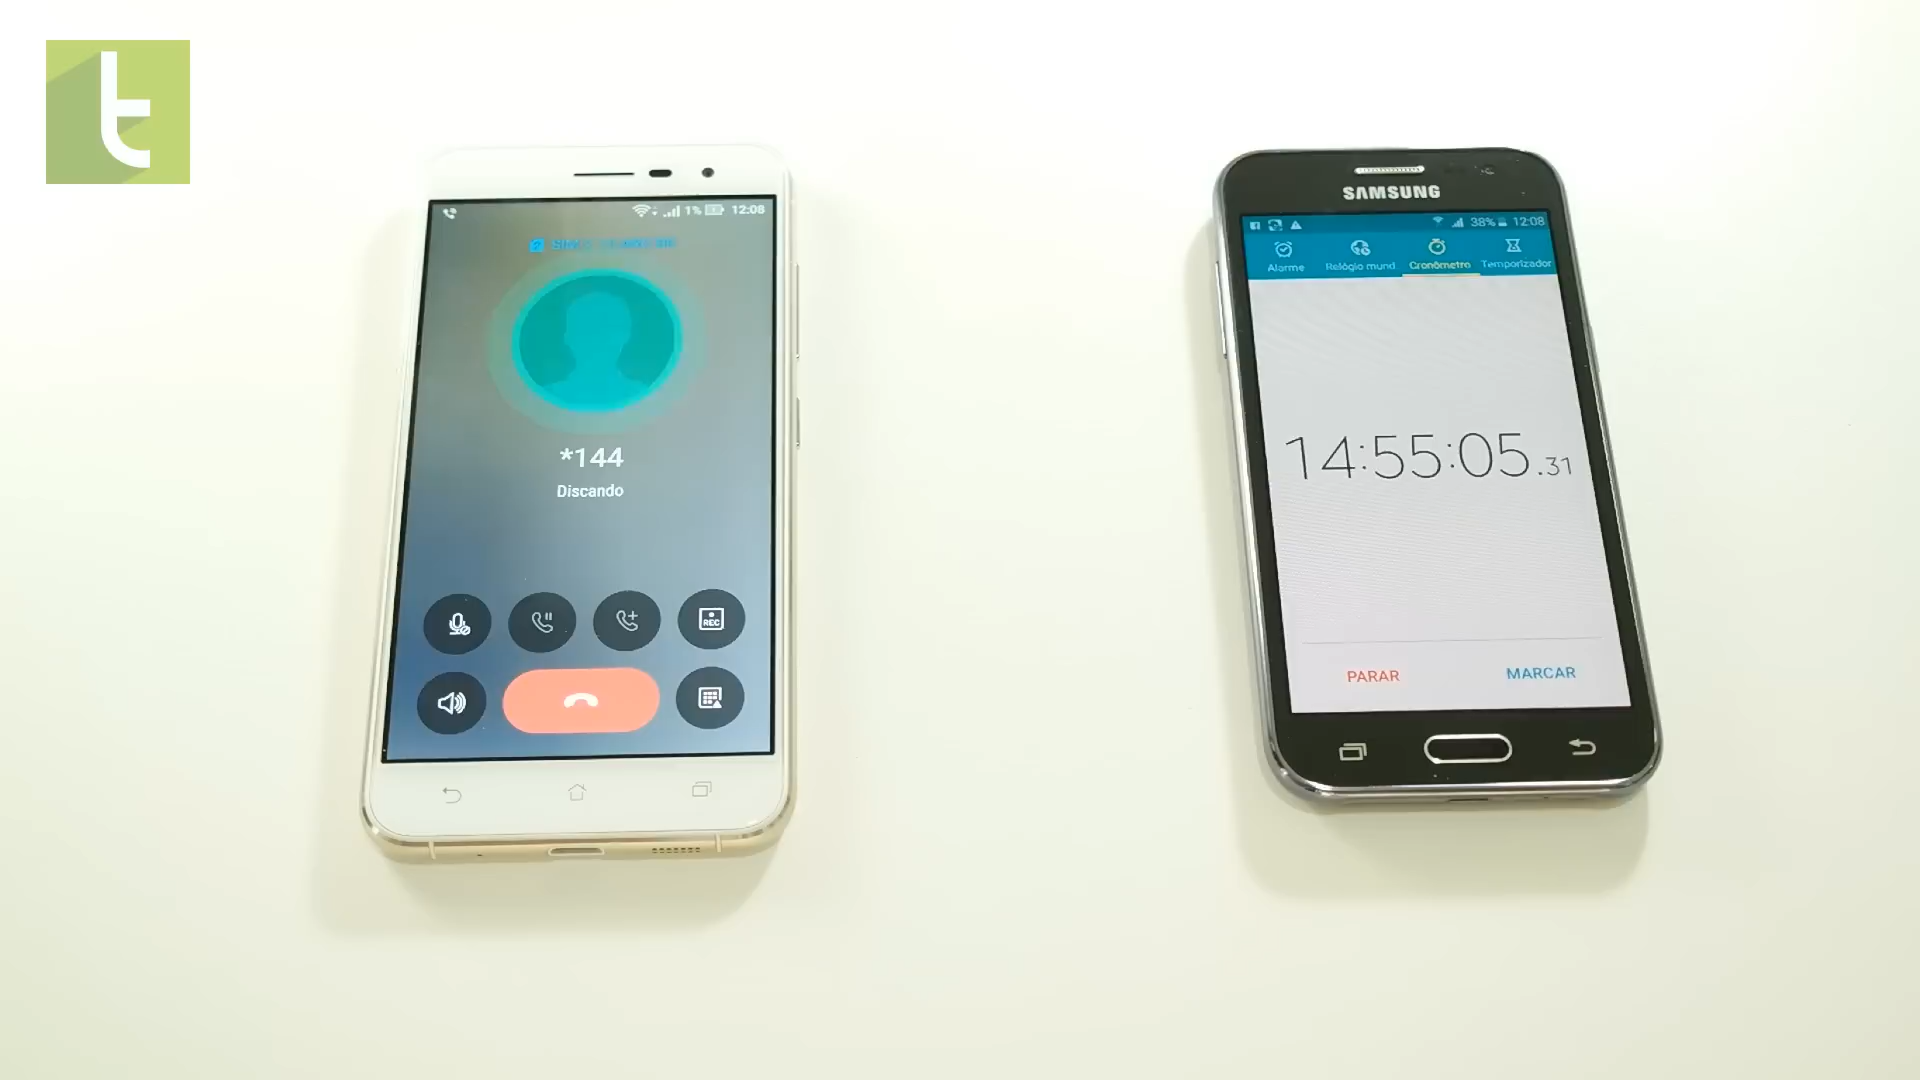 t
1% 12:08
*144
Discando
REC
SAMSUNG
38% 12:08
Alarme Relógio mund Cronômetro Temporizador
14:55:05.31
PARAR MARCAR